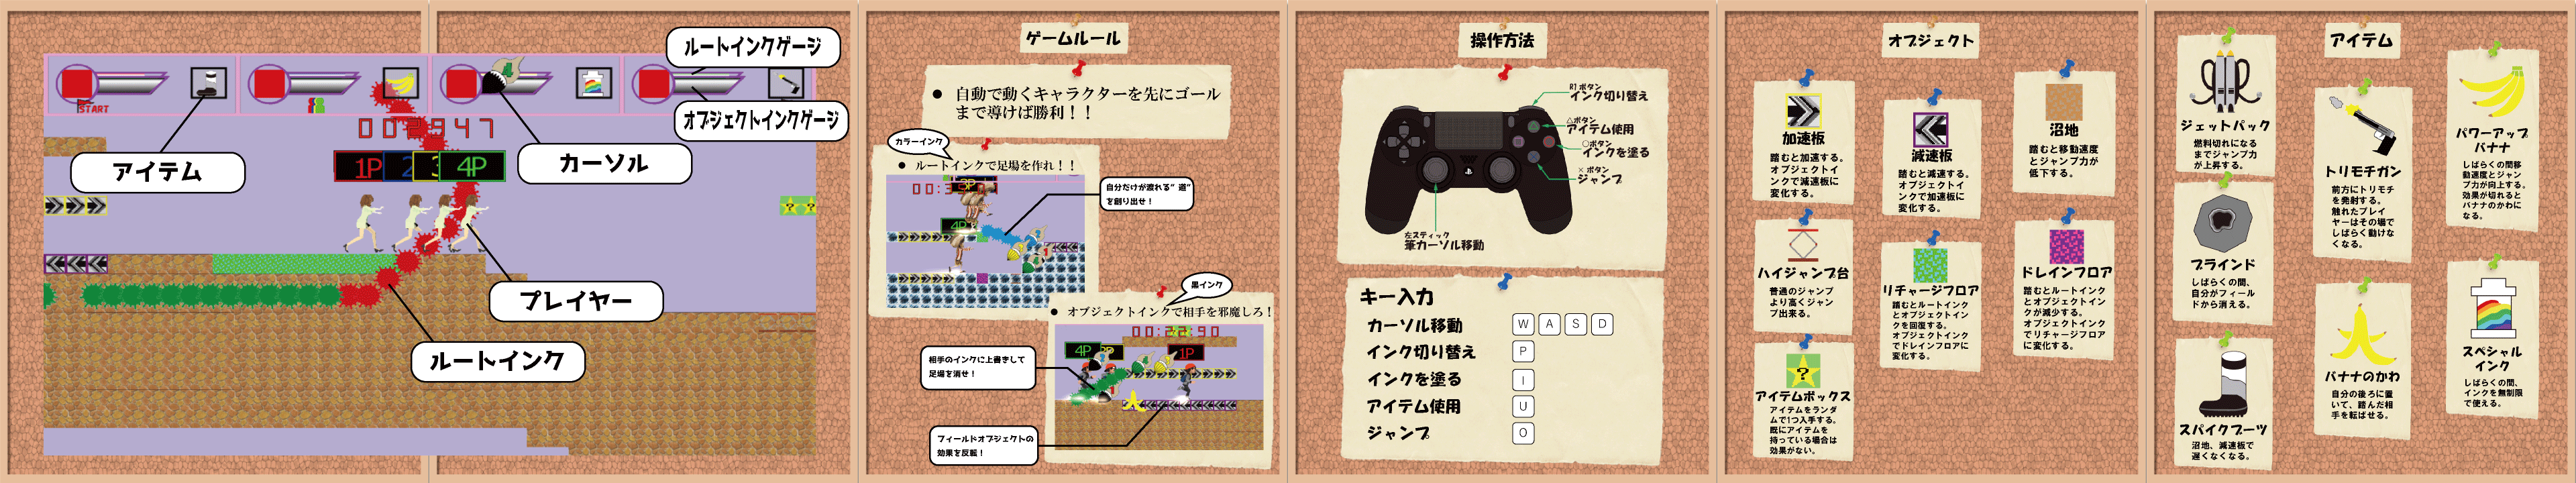 ルートインクゲージ
オブジェクトインクゲージ
START
002947
1P
2
3
4P
アイテム
カーソル
プレイヤー
ルートインク
ゲームルール
● 自動で動くキャラクターを先にゴール
まで導けば勝利！！
カラーインク
● ルートインクで足場を作れ！！
自分だけが渡れる”道”
を創り出せ！
黒インク
● オブジェクトインクで相手を邪魔しろ！
4P
1P
相手のインクに上書きして
足場を消せ！
フィールドオブジェクトの
効果を反転！
操作方法
R1ボタン
インク切り替え
△ボタン
アイテム使用
○ボタン
インクを塗る
×ボタン
ジャンプ
左スティック
筆カーソル移動
キー入力
カーソル移動 W A S D
インク切り替え P
インクを塗る I
アイテム使用 U
ジャンプ O
オブジェクト
加速板
踏むと加速する。
オブジェクトイ
ンクで減速板に
変化する。
減速板
踏むと減速する。
オブジェクトイ
ンクで加速板に
変化する。
沼地
踏むと移動速度
とジャンプ力が
低下する。
ハイジャンプ台
普通のジャンプ
より高くジャン
プ出来る。
リチャージフロア
踏むとルートインク
とオブジェクトイン
クを回復する。
オブジェクトインク
でドレインフロアに
変化する。
ドレインフロア
踏むとルートインク
とオブジェクトイン
クが減少する。
オブジェクトインク
でリチャージフロア
に変化する。
?
アイテムボックス
アイテムをランダ
ムで1つ入手する。
既にアイテムを
持っている場合は
効果がない。
アイテム
ジェットパック
燃料切れになる
までジャンプ力
が上昇する。
トリモチガン
前方にトリモチ
を発射する。
触れたプレイ
ヤーはその場で
しばらく動けな
くなる。
パワーアップ
バナナ
しばらくの間移
動速度とジャン
プ力が向上する。
効果が切れると
バナナのかわに
なる。
ブラインド
しばらくの間、
自分がフィール
ドから消える。
バナナのかわ
自分の後ろに置
いて、踏んだ相
手を転ばせる。
スペシャル
インク
しばらくの間、
インクを無制限
で使える。
スパイクブーツ
沼地、減速板で
遅くなくなる。